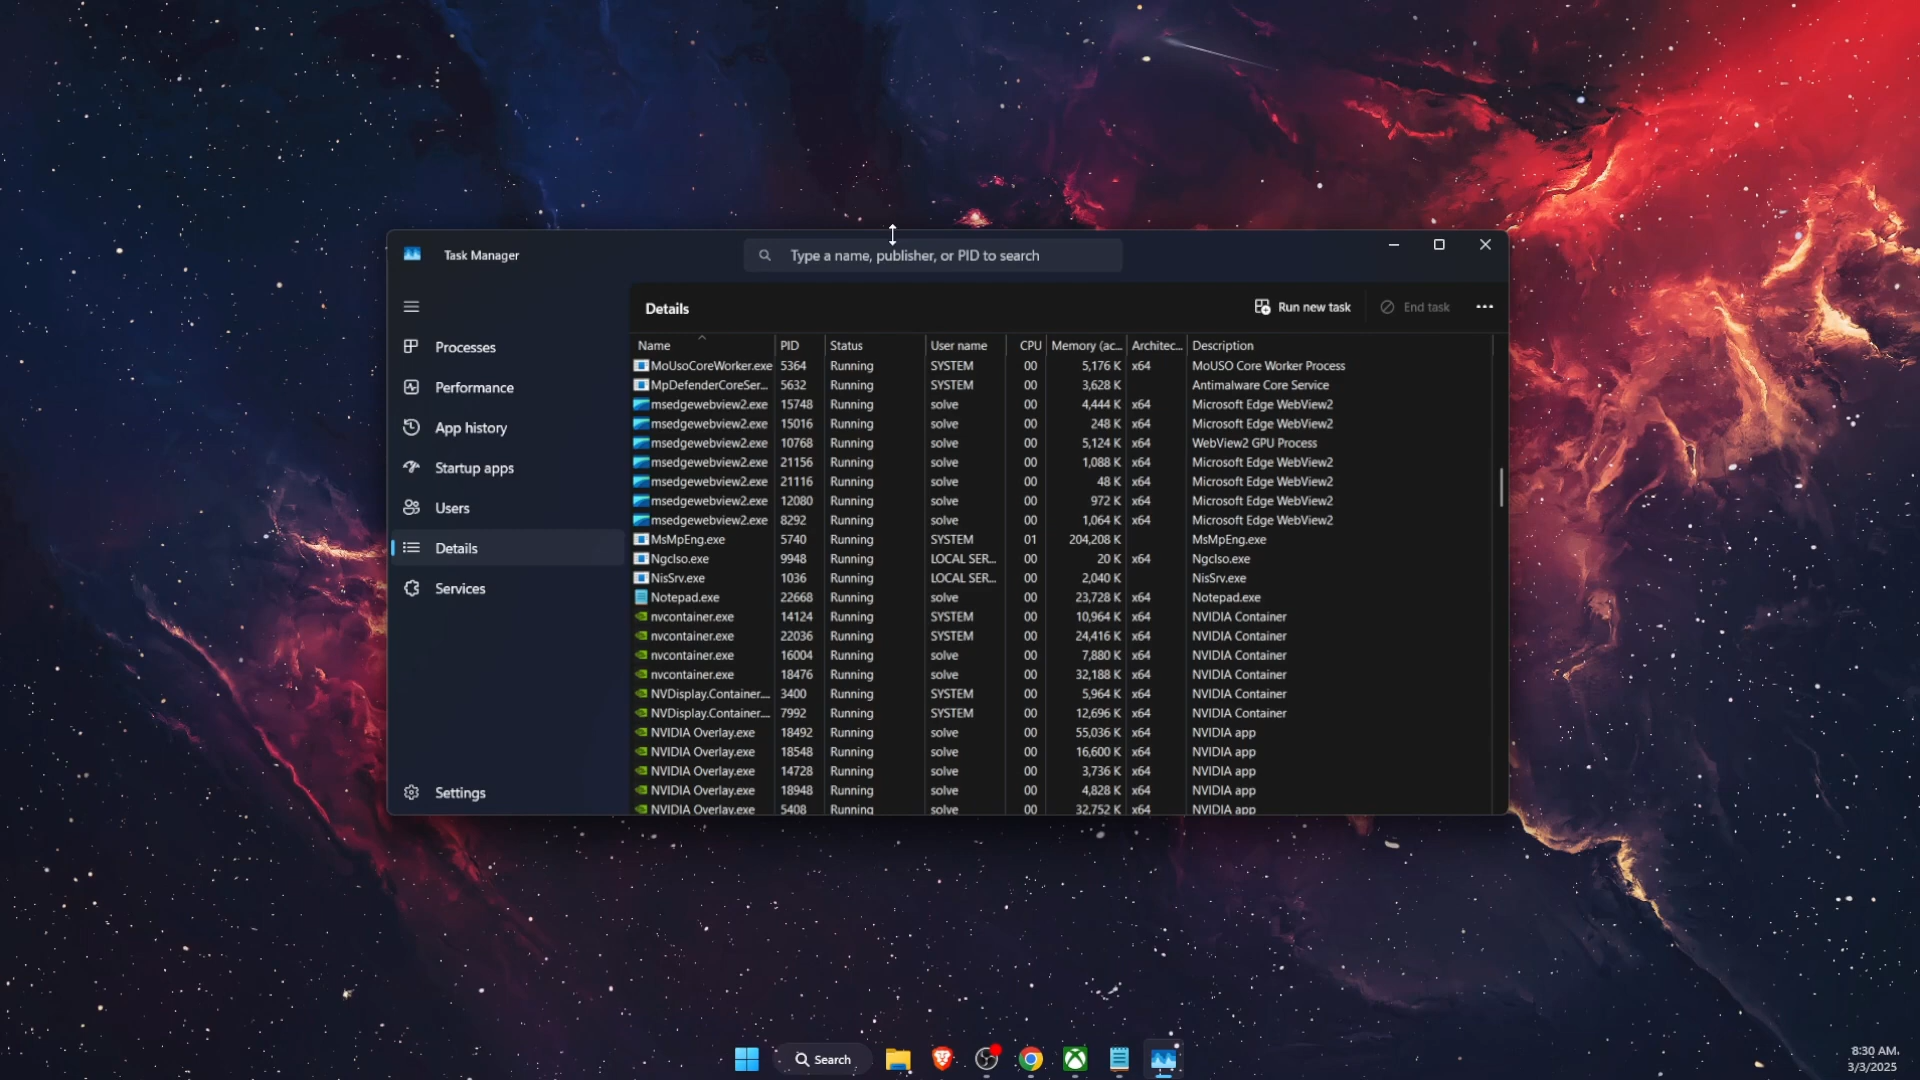 Task Manager
Type a name, publisher, or PID to search
Details
Run new task
End task
Processes
Performance
App history
Startup apps
Users
Details
Services
Settings
Name PID Status User name CPU Memory (ac... Architec... Description
MoUsoCoreWorker.exe 5364 Running SYSTEM 00 5,176 K x64 MoUSO Core Worker Process
MpDefenderCoreSer... 5632 Running SYSTEM 00 3,628 K Antimalware Core Service
msedgewebview2.exe 15748 Running solve 00 4,444 K x64 Microsoft Edge WebView2
msedgewebview2.exe 15016 Running solve 00 248 K x64 Microsoft Edge WebView2
msedgewebview2.exe 10768 Running solve 00 5,124 K x64 WebView2 GPU Process
msedgewebview2.exe 21156 Running solve 00 1,088 K x64 Microsoft Edge WebView2
msedgewebview2.exe 21116 Running solve 00 48 K x64 Microsoft Edge WebView2
msedgewebview2.exe 12080 Running solve 00 972 K x64 Microsoft Edge WebView2
msedgewebview2.exe 8292 Running solve 00 1,064 K x64 Microsoft Edge WebView2
MsMpEng.exe 5740 Running SYSTEM 01 204,208 K MsMpEng.exe
NgcIso.exe 9948 Running LOCAL SER... 00 20 K x64 NgcIso.exe
NisSrv.exe 1036 Running LOCAL SER... 00 2,040 K NisSrv.exe
Notepad.exe 22668 Running solve 00 23,728 K x64 Notepad.exe
nvcontainer.exe 14124 Running SYSTEM 00 10,964 K x64 NVIDIA Container
nvcontainer.exe 22036 Running SYSTEM 00 24,416 K x64 NVIDIA Container
nvcontainer.exe 16004 Running solve 00 7,880 K x64 NVIDIA Container
nvcontainer.exe 18476 Running solve 00 32,188 K x64 NVIDIA Container
NVDisplay.Container.... 3400 Running SYSTEM 00 5,964 K x64 NVIDIA Container
NVDisplay.Container.... 7992 Running SYSTEM 00 12,696 K x64 NVIDIA Container
NVIDIA Overlay.exe 18492 Running solve 00 55,036 K x64 NVIDIA app
NVIDIA Overlay.exe 18548 Running solve 00 16,600 K x64 NVIDIA app
NVIDIA Overlay.exe 14728 Running solve 00 3,736 K x64 NVIDIA app
NVIDIA Overlay.exe 18948 Running solve 00 4,828 K x64 NVIDIA app
NVIDIA Overlay.exe 5408 Running solve 00 32,752 K x64 NVIDIA app
Search
8:30 AM
3/3/2025